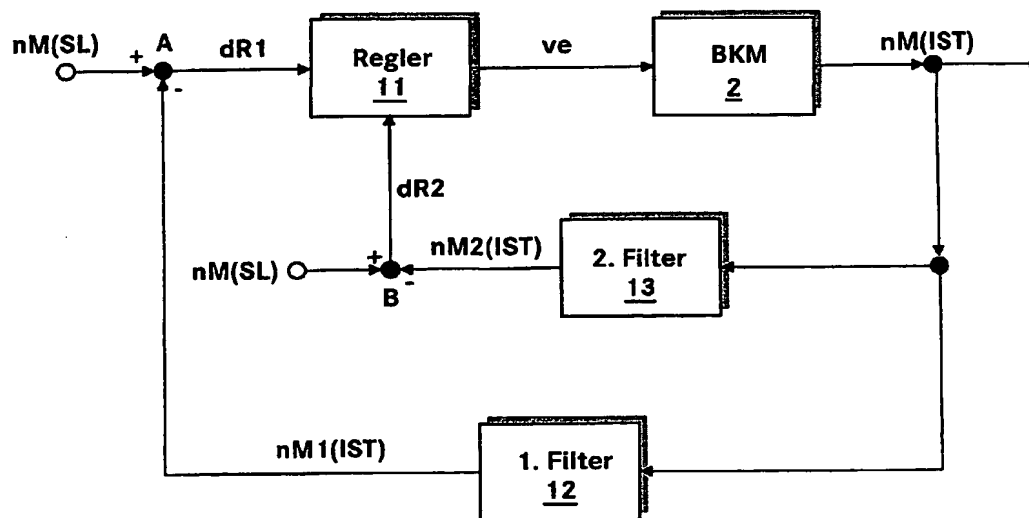 nM(SL)
+
A
-
dR1
Regler
11
ve
BKM
2
nM(IST)
dR2
nM(SL)
+
B
-
nM2(IST)
2. Filter
13
nM1(IST)
1. Filter
12